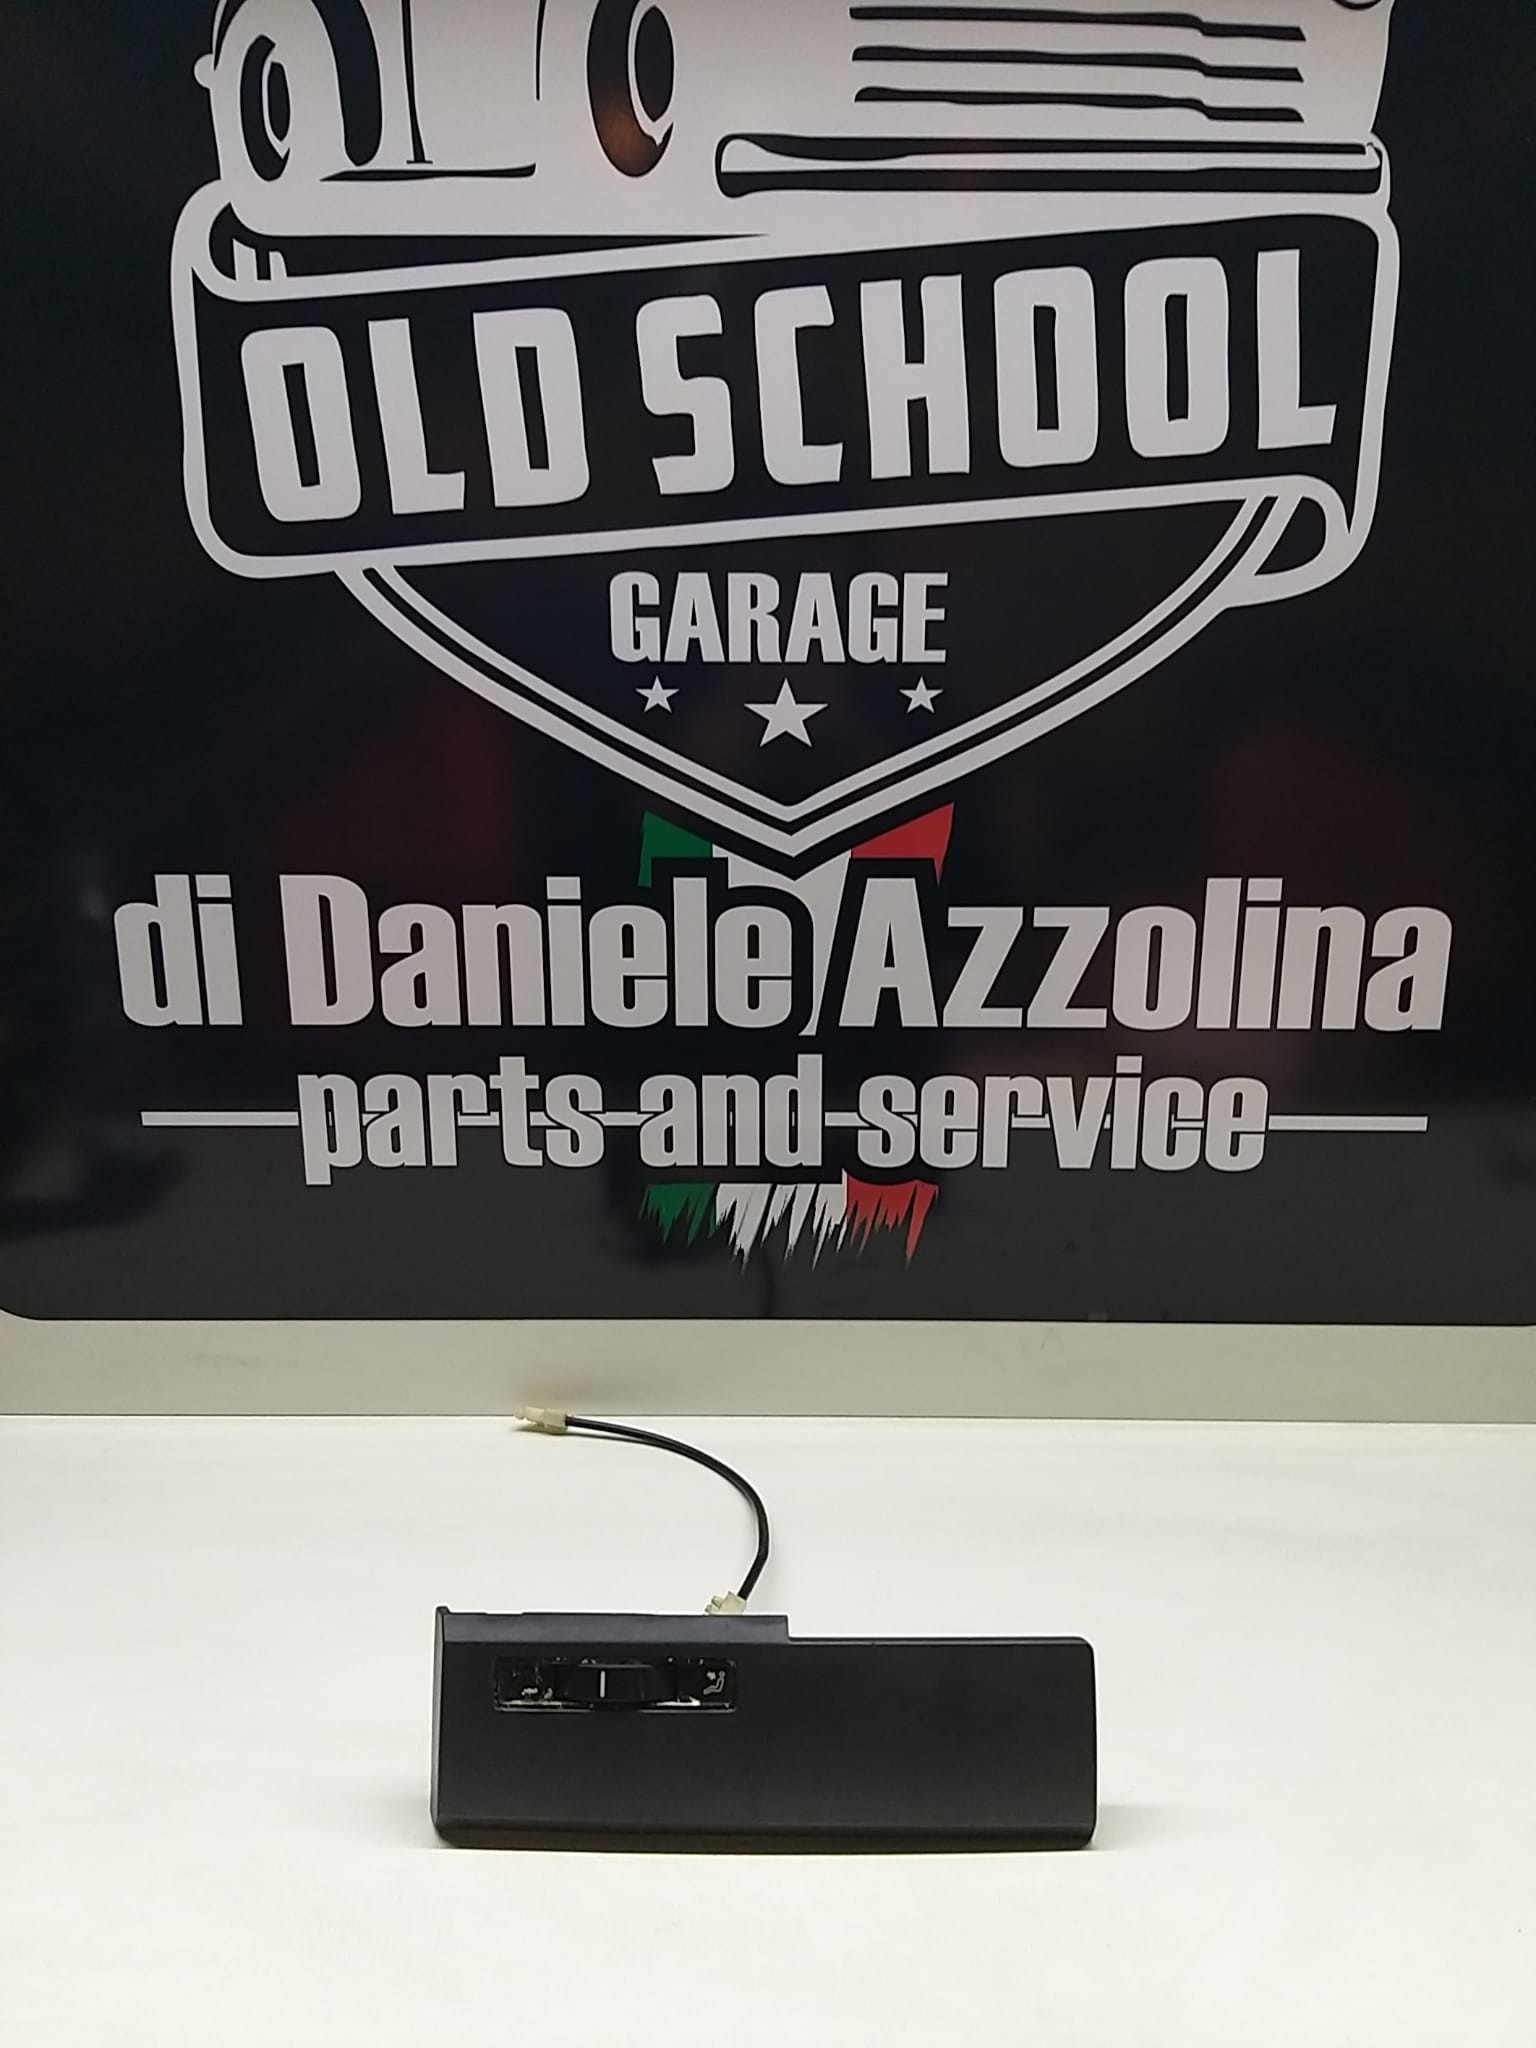 OLD SCHOOL
GARAGE
di Daniele Azzolina
parts and service